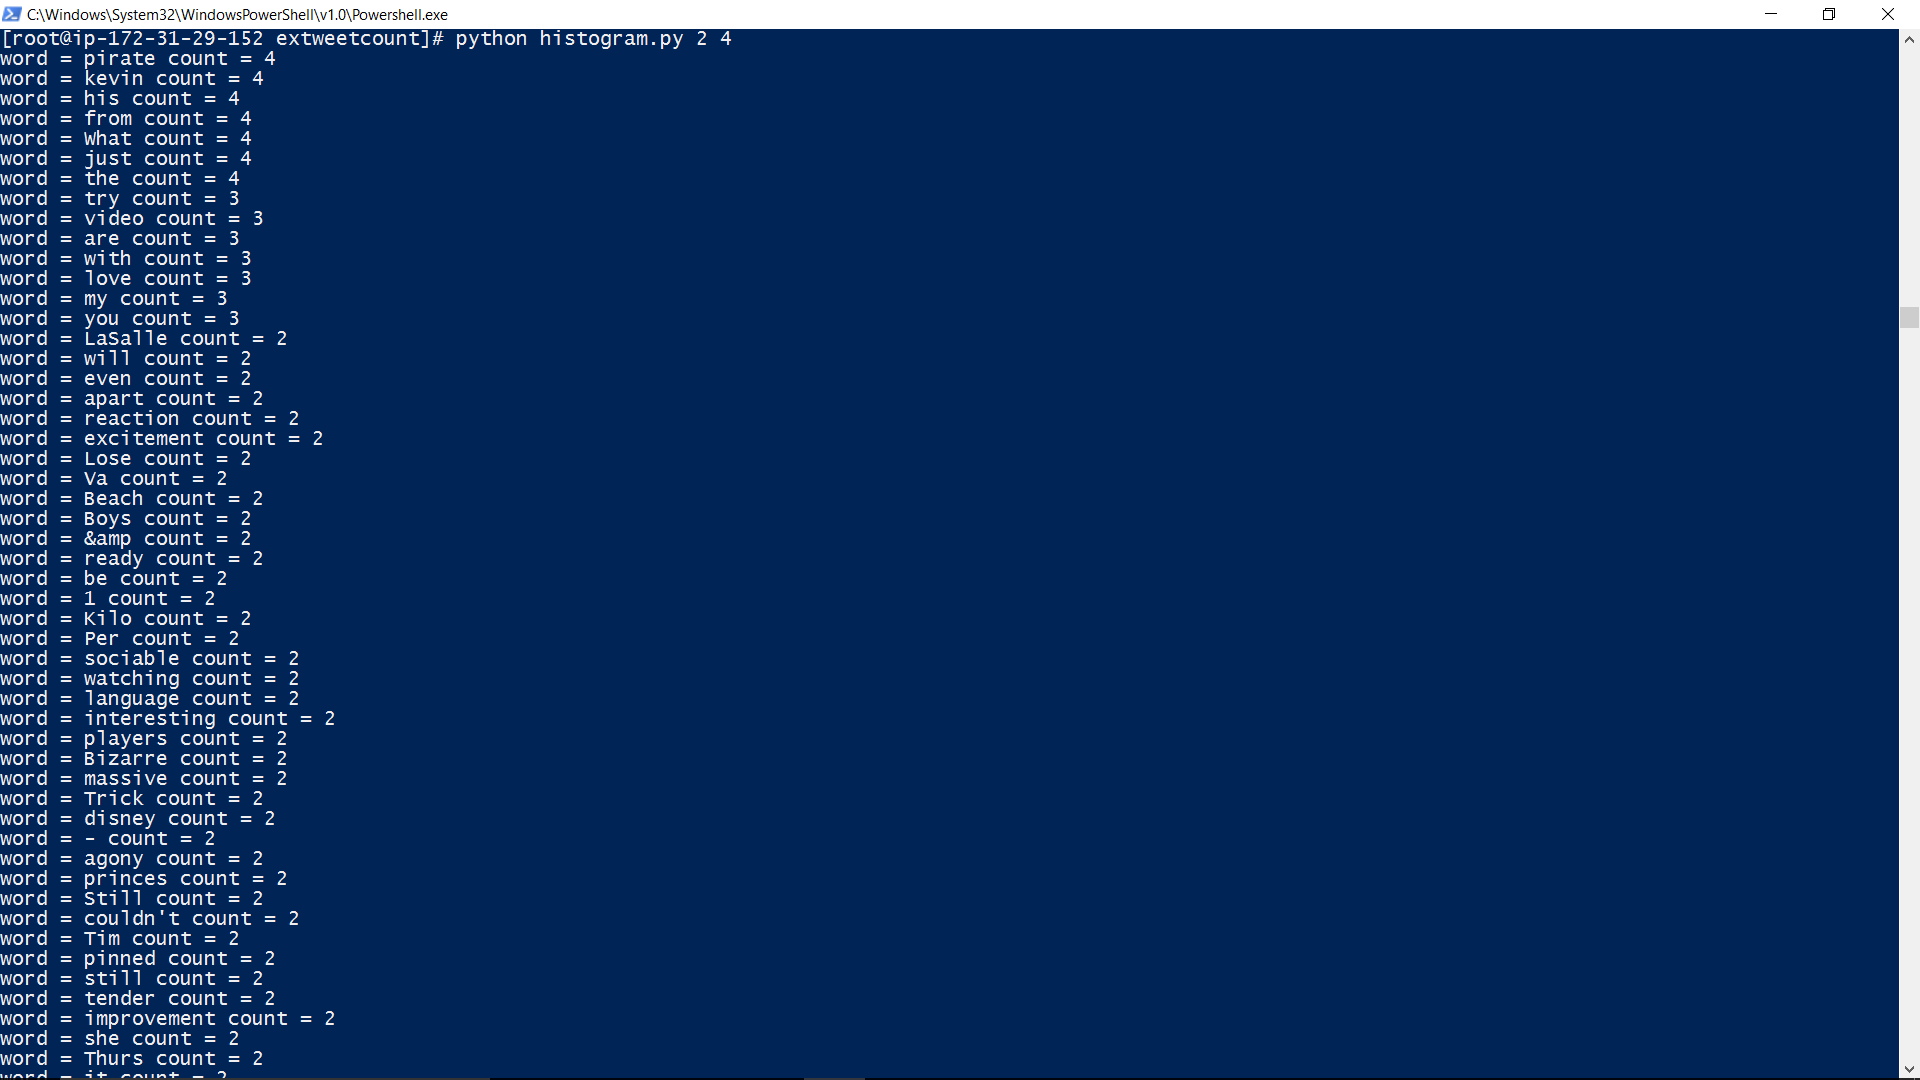 C:\Windows\System32\WindowsPowerShell\v1.0\Powershell.exe
[root@ip-172-31-29-152 extweetcount]# python histogram.py 2 4
word = pirate count = 4
word = kevin count = 4
word = his count = 4
word = from count = 4
word = What count = 4
word = just count = 4
word = the count = 4
word = try count = 3
word = video count = 3
word = are count = 3
word = with count = 3
word = love count = 3
word = my count = 3
word = you count = 3
word = LaSalle count = 2
word = will count = 2
word = even count = 2
word = apart count = 2
word = reaction count = 2
word = excitement count = 2
word = Lose count = 2
word = Va count = 2
word = Beach count = 2
word = Boys count = 2
word = &amp count = 2
word = ready count = 2
word = be count = 2
word = 1 count = 2
word = Kilo count = 2
word = Per count = 2
word = sociable count = 2
word = watching count = 2
word = language count = 2
word = interesting count = 2
word = players count = 2
word = Bizarre count = 2
word = massive count = 2
word = Trick count = 2
word = disney count = 2
word = - count = 2
word = agony count = 2
word = princes count = 2
word = Still count = 2
word = couldn't count = 2
word = Tim count = 2
word = pinned count = 2
word = still count = 2
word = tender count = 2
word = improvement count = 2
word = she count = 2
word = Thurs count = 2
word = it count = 2